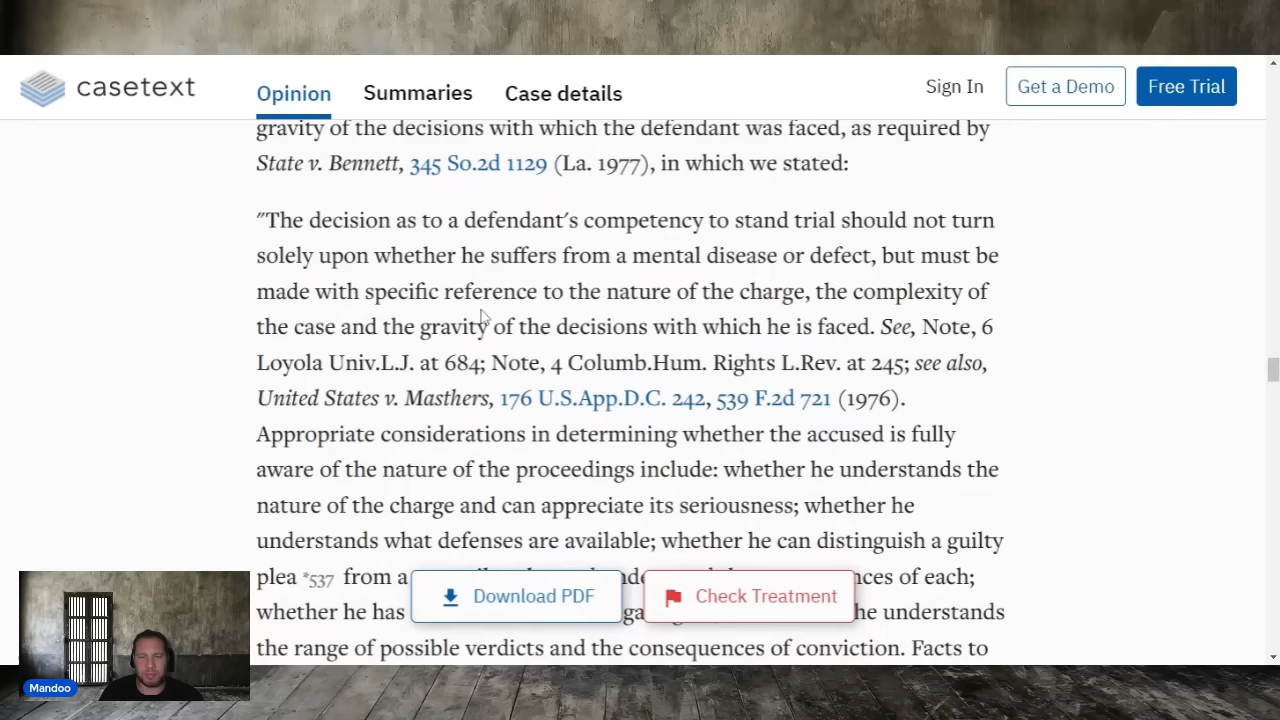 casetext
Opinion
Summaries
Case details
Sign In
Get a Demo
Free Trial
gravity of the decisions with which the defendant was faced, as required by
State v. Bennett, 345 So.2d 1129 (La. 1977), in which we stated:
"The decision as to a defendant's competency to stand trial should not turn
solely upon whether he suffers from a mental disease or defect, but must be
made with specific reference to the nature of the charge, the complexity of
the case and the gravity of the decisions with which he is faced. See, Note, 6
Loyola Univ.L.J. at 684; Note, 4 Columb.Hum. Rights L.Rev. at 245; see also,
United States v. Masthers, 176 U.S.App.D.C. 242, 539 F.2d 721 (1976).
Appropriate considerations in determining whether the accused is fully
aware of the nature of the proceedings include: whether he understands the
nature of the charge and can appreciate its seriousness; whether he
understands what defenses are available; whether he can distinguish a guilty
plea *537 from a of each;
whether he has he understands
the range of possible verdicts and the consequences of conviction. Facts to
Download PDF
Check Treatment
Mandoo